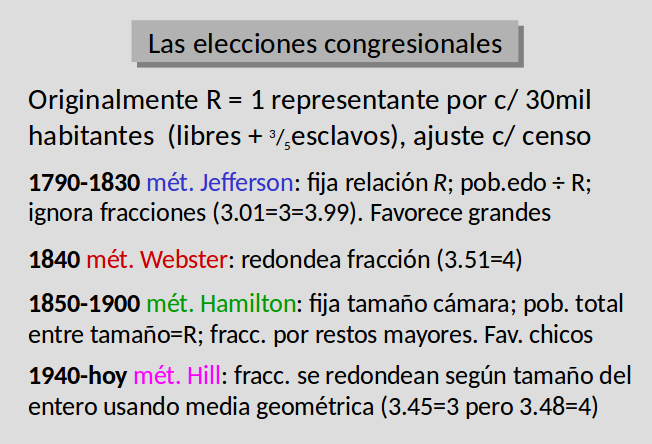 Las elecciones congresionales
Originalmente R = 1 representante por c/ 30mil
habitantes (libres + 3/5esclavos), ajuste c/ censo
1790-1830 mét. Jefferson: fija relación R; pob.edo ÷ R;
ignora fracciones (3.01=3=3.99). Favorece grandes
1840 mét. Webster: redondea fracción (3.51=4)
1850-1900 mét. Hamilton: fija tamaño cámara; pob. total
entre tamaño=R; fracc. por restos mayores. Fav. chicos
1940-hoy mét. Hill: fracc. se redondean según tamaño del
entero usando media geométrica (3.45=3 pero 3.48=4)